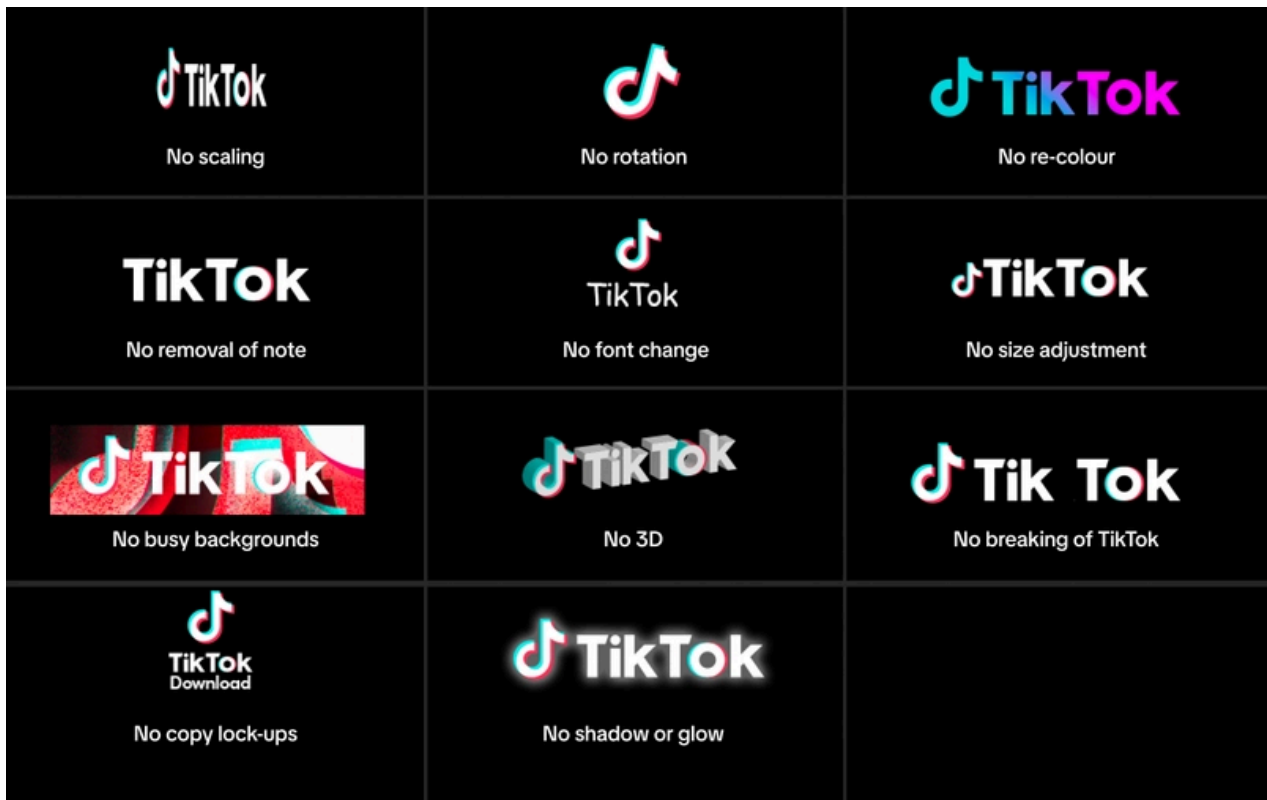 TikTok
No scaling
No rotation
TikTok
No re-colour
TikTok
No removal of note
TikTok
No font change
TikTok
No size adjustment
TikTok
No busy backgrounds
TikTok
No 3D
Tik Tok
No breaking of TikTok
TikTok
Download
No copy lock-ups
TikTok
No shadow or glow